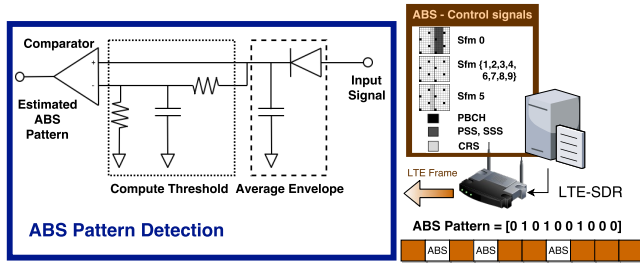 Comparator
+
-
Input
Signal
Estimated
ABS
Pattern
Compute Threshold
Average Envelope
ABS Pattern Detection
ABS - Control signals
Sfm 0
Sfm {1,2,3,4,
6,7,8,9}
Sfm 5
PBCH
PSS, SSS
CRS
LTE Frame
LTE-SDR
ABS Pattern = [0 1 0 1 0 0 1 0 0 0]
ABS ABS ABS